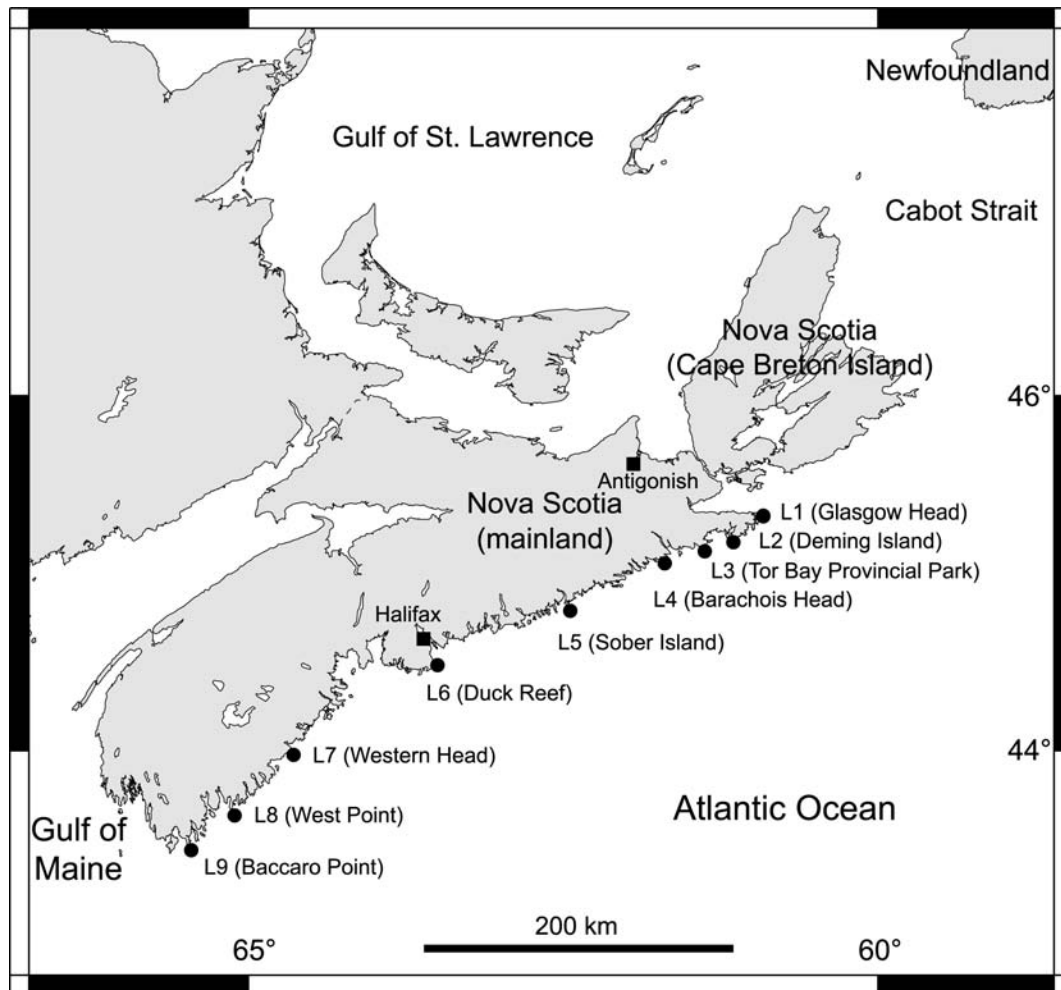 Newfoundland
Gulf of St. Lawrence
Cabot Strait
Nova Scotia
(Cape Breton Island)
46°
Antigonish
Nova Scotia
(mainland)
L1 (Glasgow Head)
L2 (Deming Island)
L3 (Tor Bay Provincial Park)
L4 (Barachois Head)
Halifax
L5 (Sober Island)
L6 (Duck Reef)
44°
L7 (Western Head)
Atlantic Ocean
L8 (West Point)
Gulf of
Maine
L9 (Baccaro Point)
200 km
65°
60°